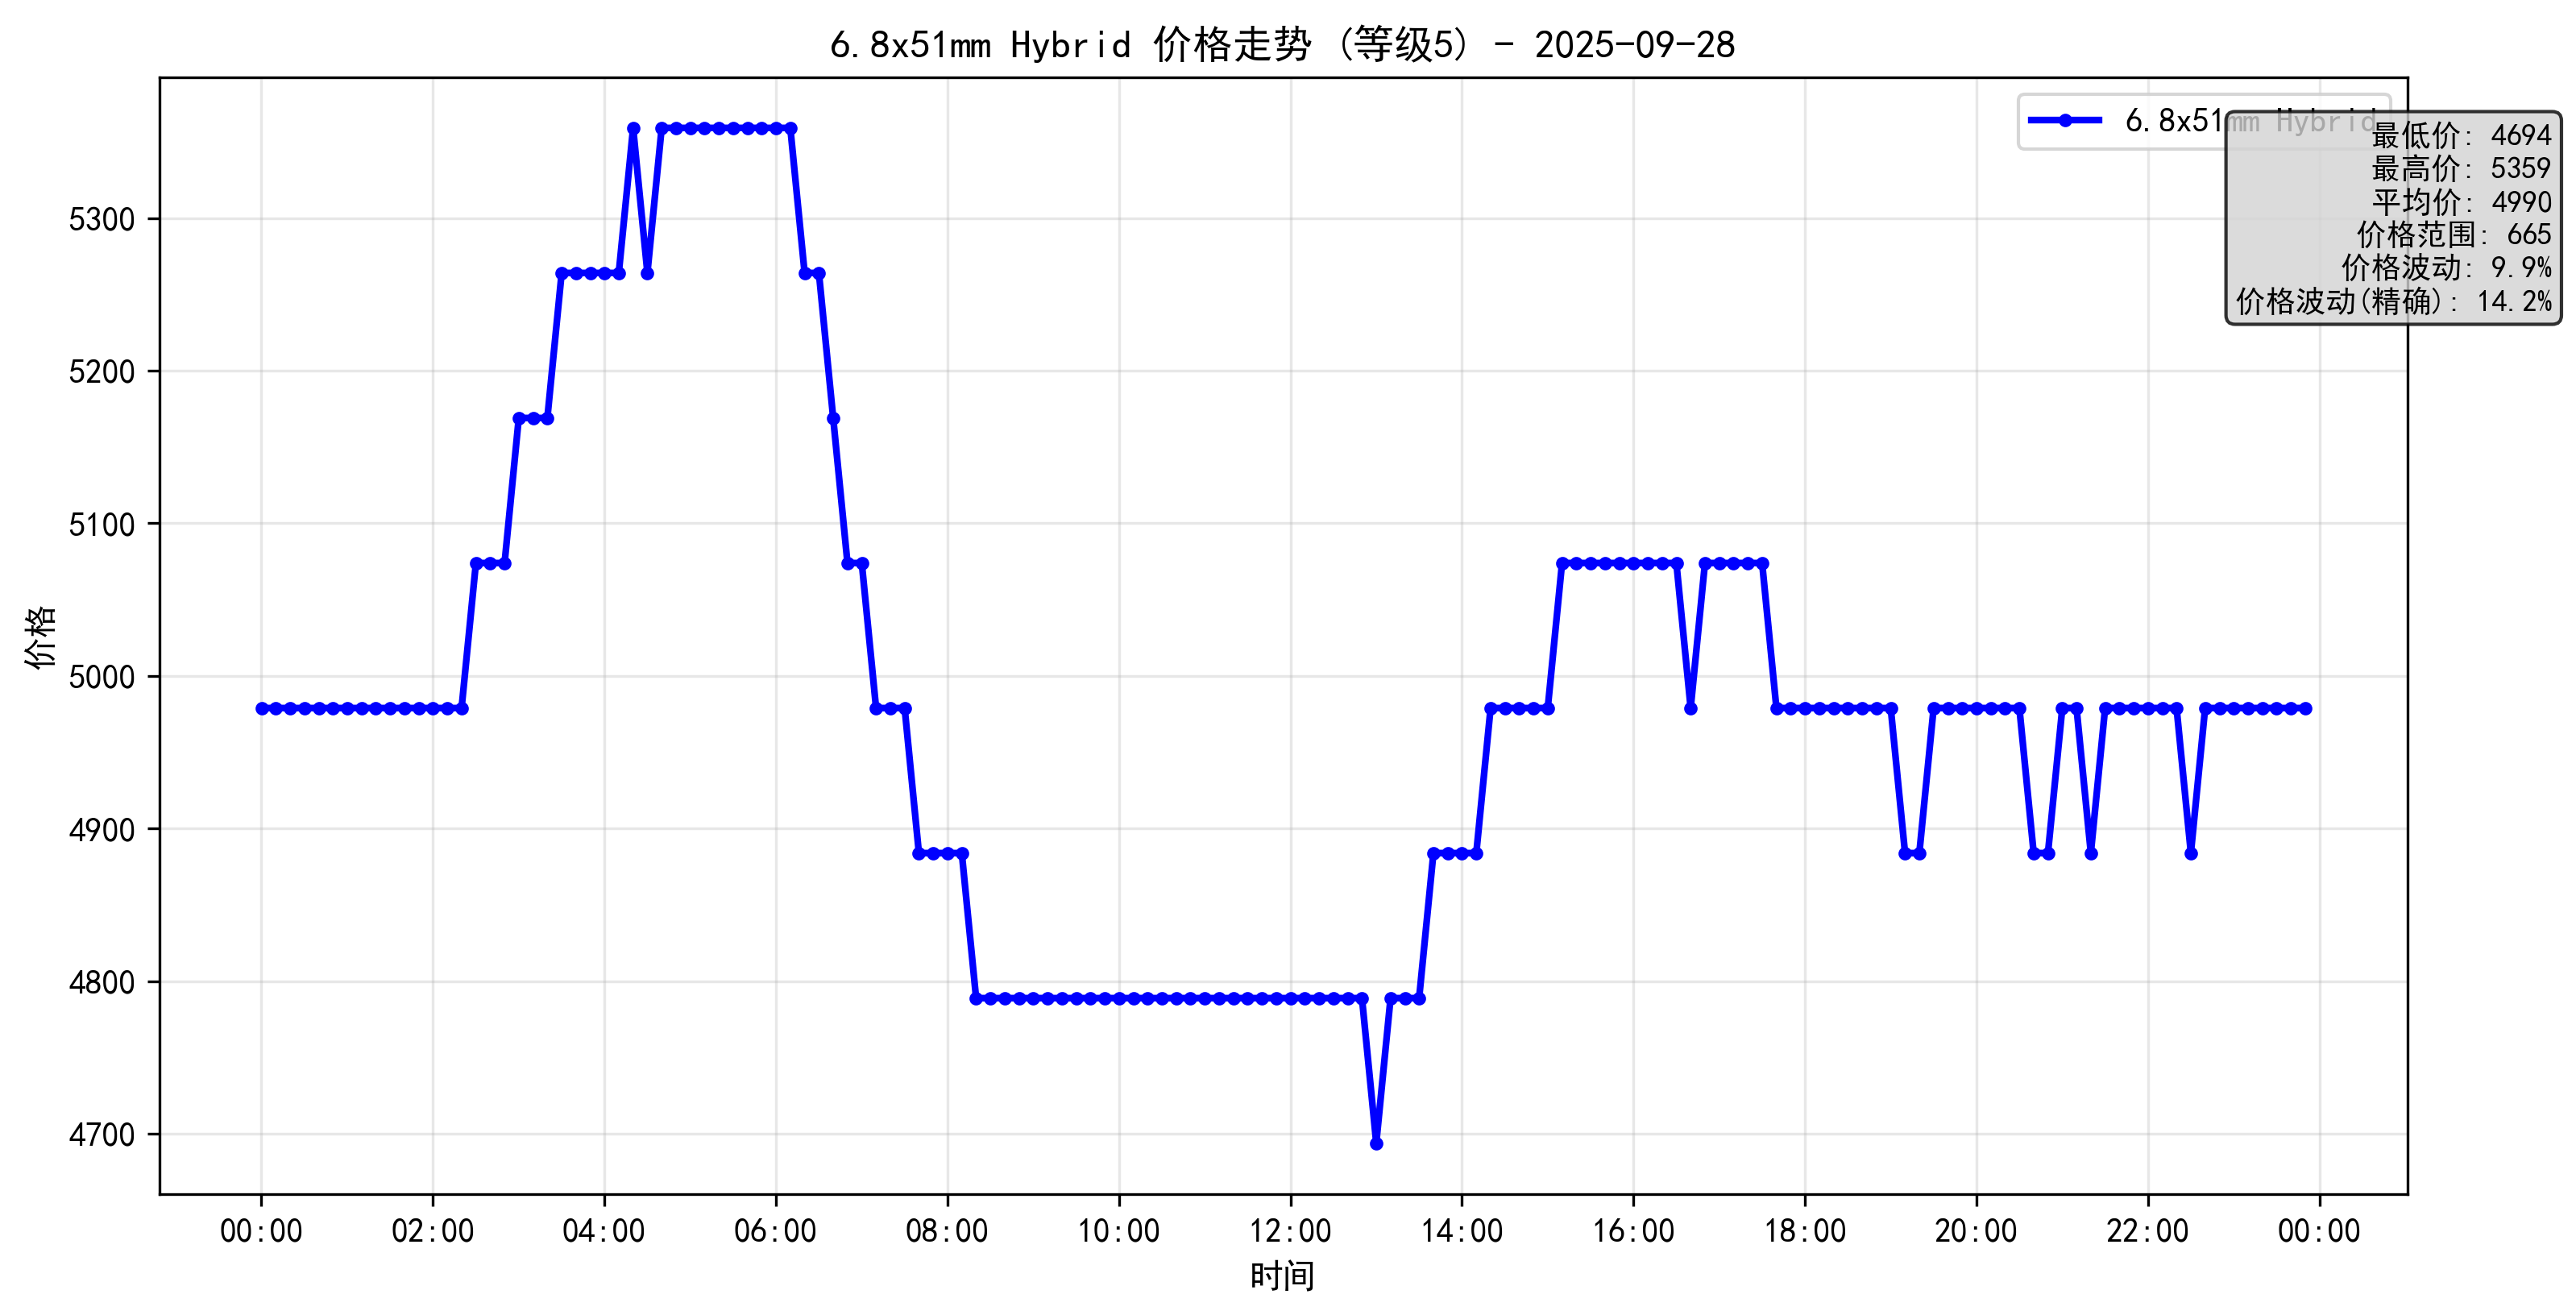 6.8x51mm Hybrid 价格走势 (等级5) - 2025-09-28
6.8x51mm Hybrid
最低价: 4694
最高价: 5359
平均价: 4990
价格范围: 665
价格波动: 9.9%
价格波动(精确): 14.2%
价格
5300
5200
5100
5000
4900
4800
4700
00:00 02:00 04:00 06:00 08:00 10:00 12:00 14:00 16:00 18:00 20:00 22:00 00:00
时间